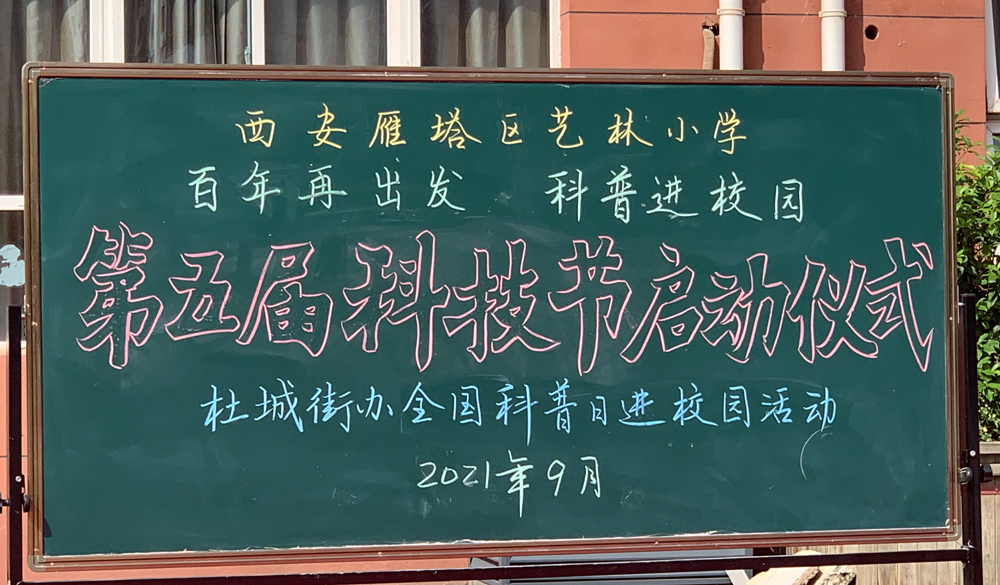 西安雁塔区艺林小学
百年再出发 科普进校园
第五届科技节启动仪式
杜城街办全国科普日进校园活动
2021年9月